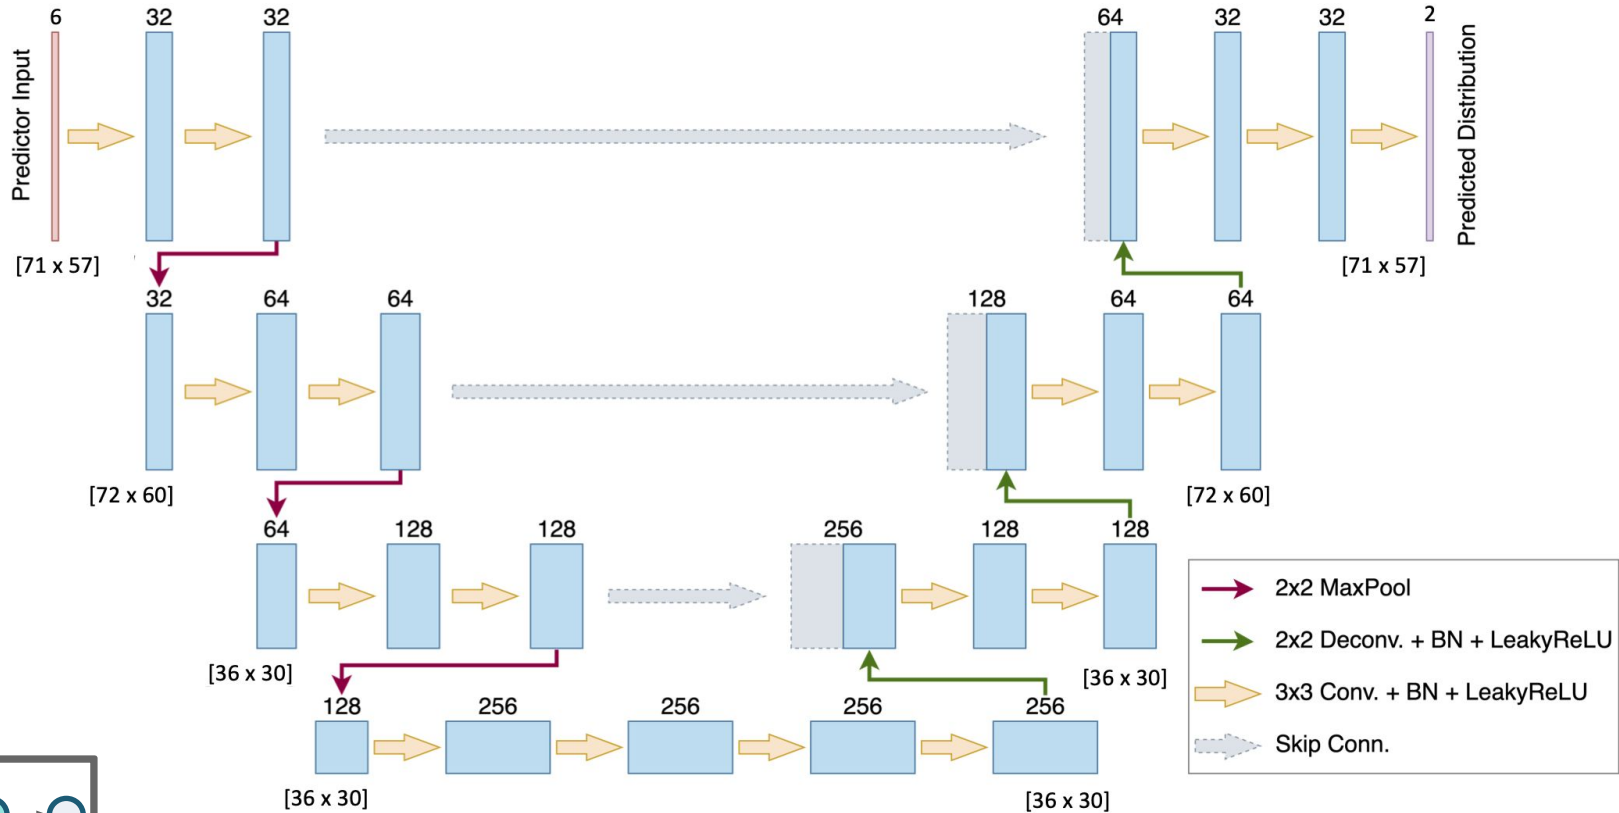 6 32 32 64 32 32 2
Predictor Input
Predicted Distribution
[71 x 57] [71 x 57]
32 64 64 128 64 64
[72 x 60] [72 x 60]
64 128 128 256 128 128
[36 x 30] [36 x 30]
128 256 256 256 256
[36 x 30] [36 x 30]
2x2 MaxPool
2x2 Deconv. + BN + LeakyReLU
3x3 Conv. + BN + LeakyReLU
Skip Conn.